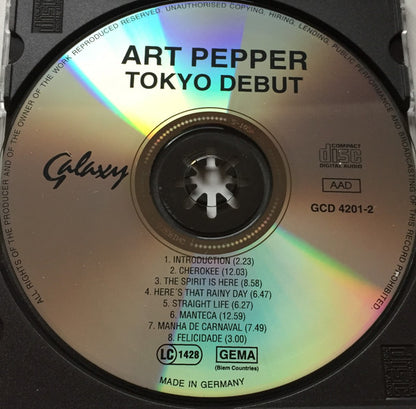 ALL RIGHTS OF THE PRODUCER AND OF THE OWNER OF THE WORK REPRODUCED RESERVED. UNAUTHORISED COPYING, HIRING, LENDING, PUBLIC PERFORMANCE AND BROADCASTING OF THIS RECORD PROHIBITED.
ART PEPPER
TOKYO DEBUT
Galaxy
COMPACT
disc
DIGITAL AUDIO
AAD
GCD 4201-2
1. INTRODUCTION (2.23)
2. CHEROKEE (12.03)
3. THE SPIRIT IS HERE (8.58)
4. HERE´S THAT RAINY DAY (6.47)
5. STRAIGHT LIFE (6.27)
6. MANTECA (12.59)
7. MANHA DE CARNAVAL (7.49)
8. FELICIDADE (3.00)
LC 1428
GEMA
(Biem Countries)
MADE IN GERMANY